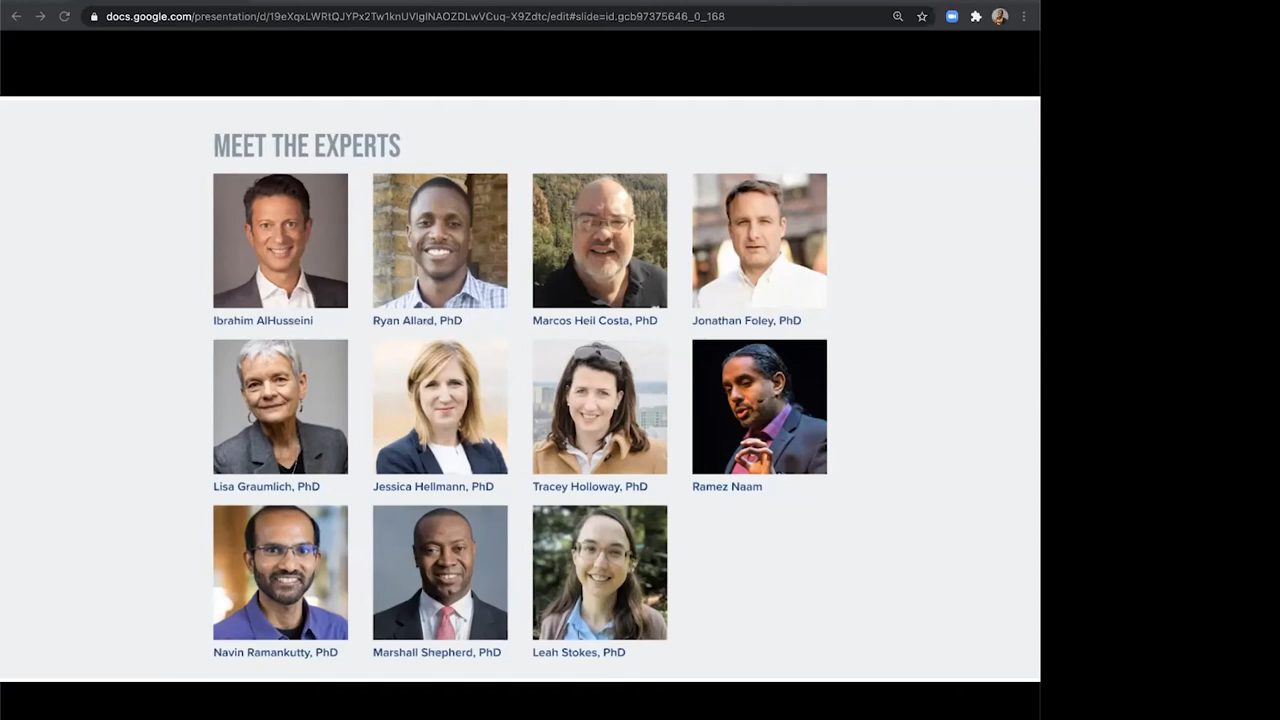 docs.google.com/presentation/d/19eXqxLWRtQJYPx2Tw1knUVlglNAOZDLwVCuq-X9Zdtc/edit#slide=id.gcb97375646_0_168
MEET THE EXPERTS
Ibrahim AlHusseini
Ryan Allard, PhD
Marcos Heil Costa, PhD
Jonathan Foley, PhD
Lisa Graumlich, PhD
Jessica Hellmann, PhD
Tracey Holloway, PhD
Ramez Naam
Navin Ramankutty, PhD
Marshall Shepherd, PhD
Leah Stokes, PhD